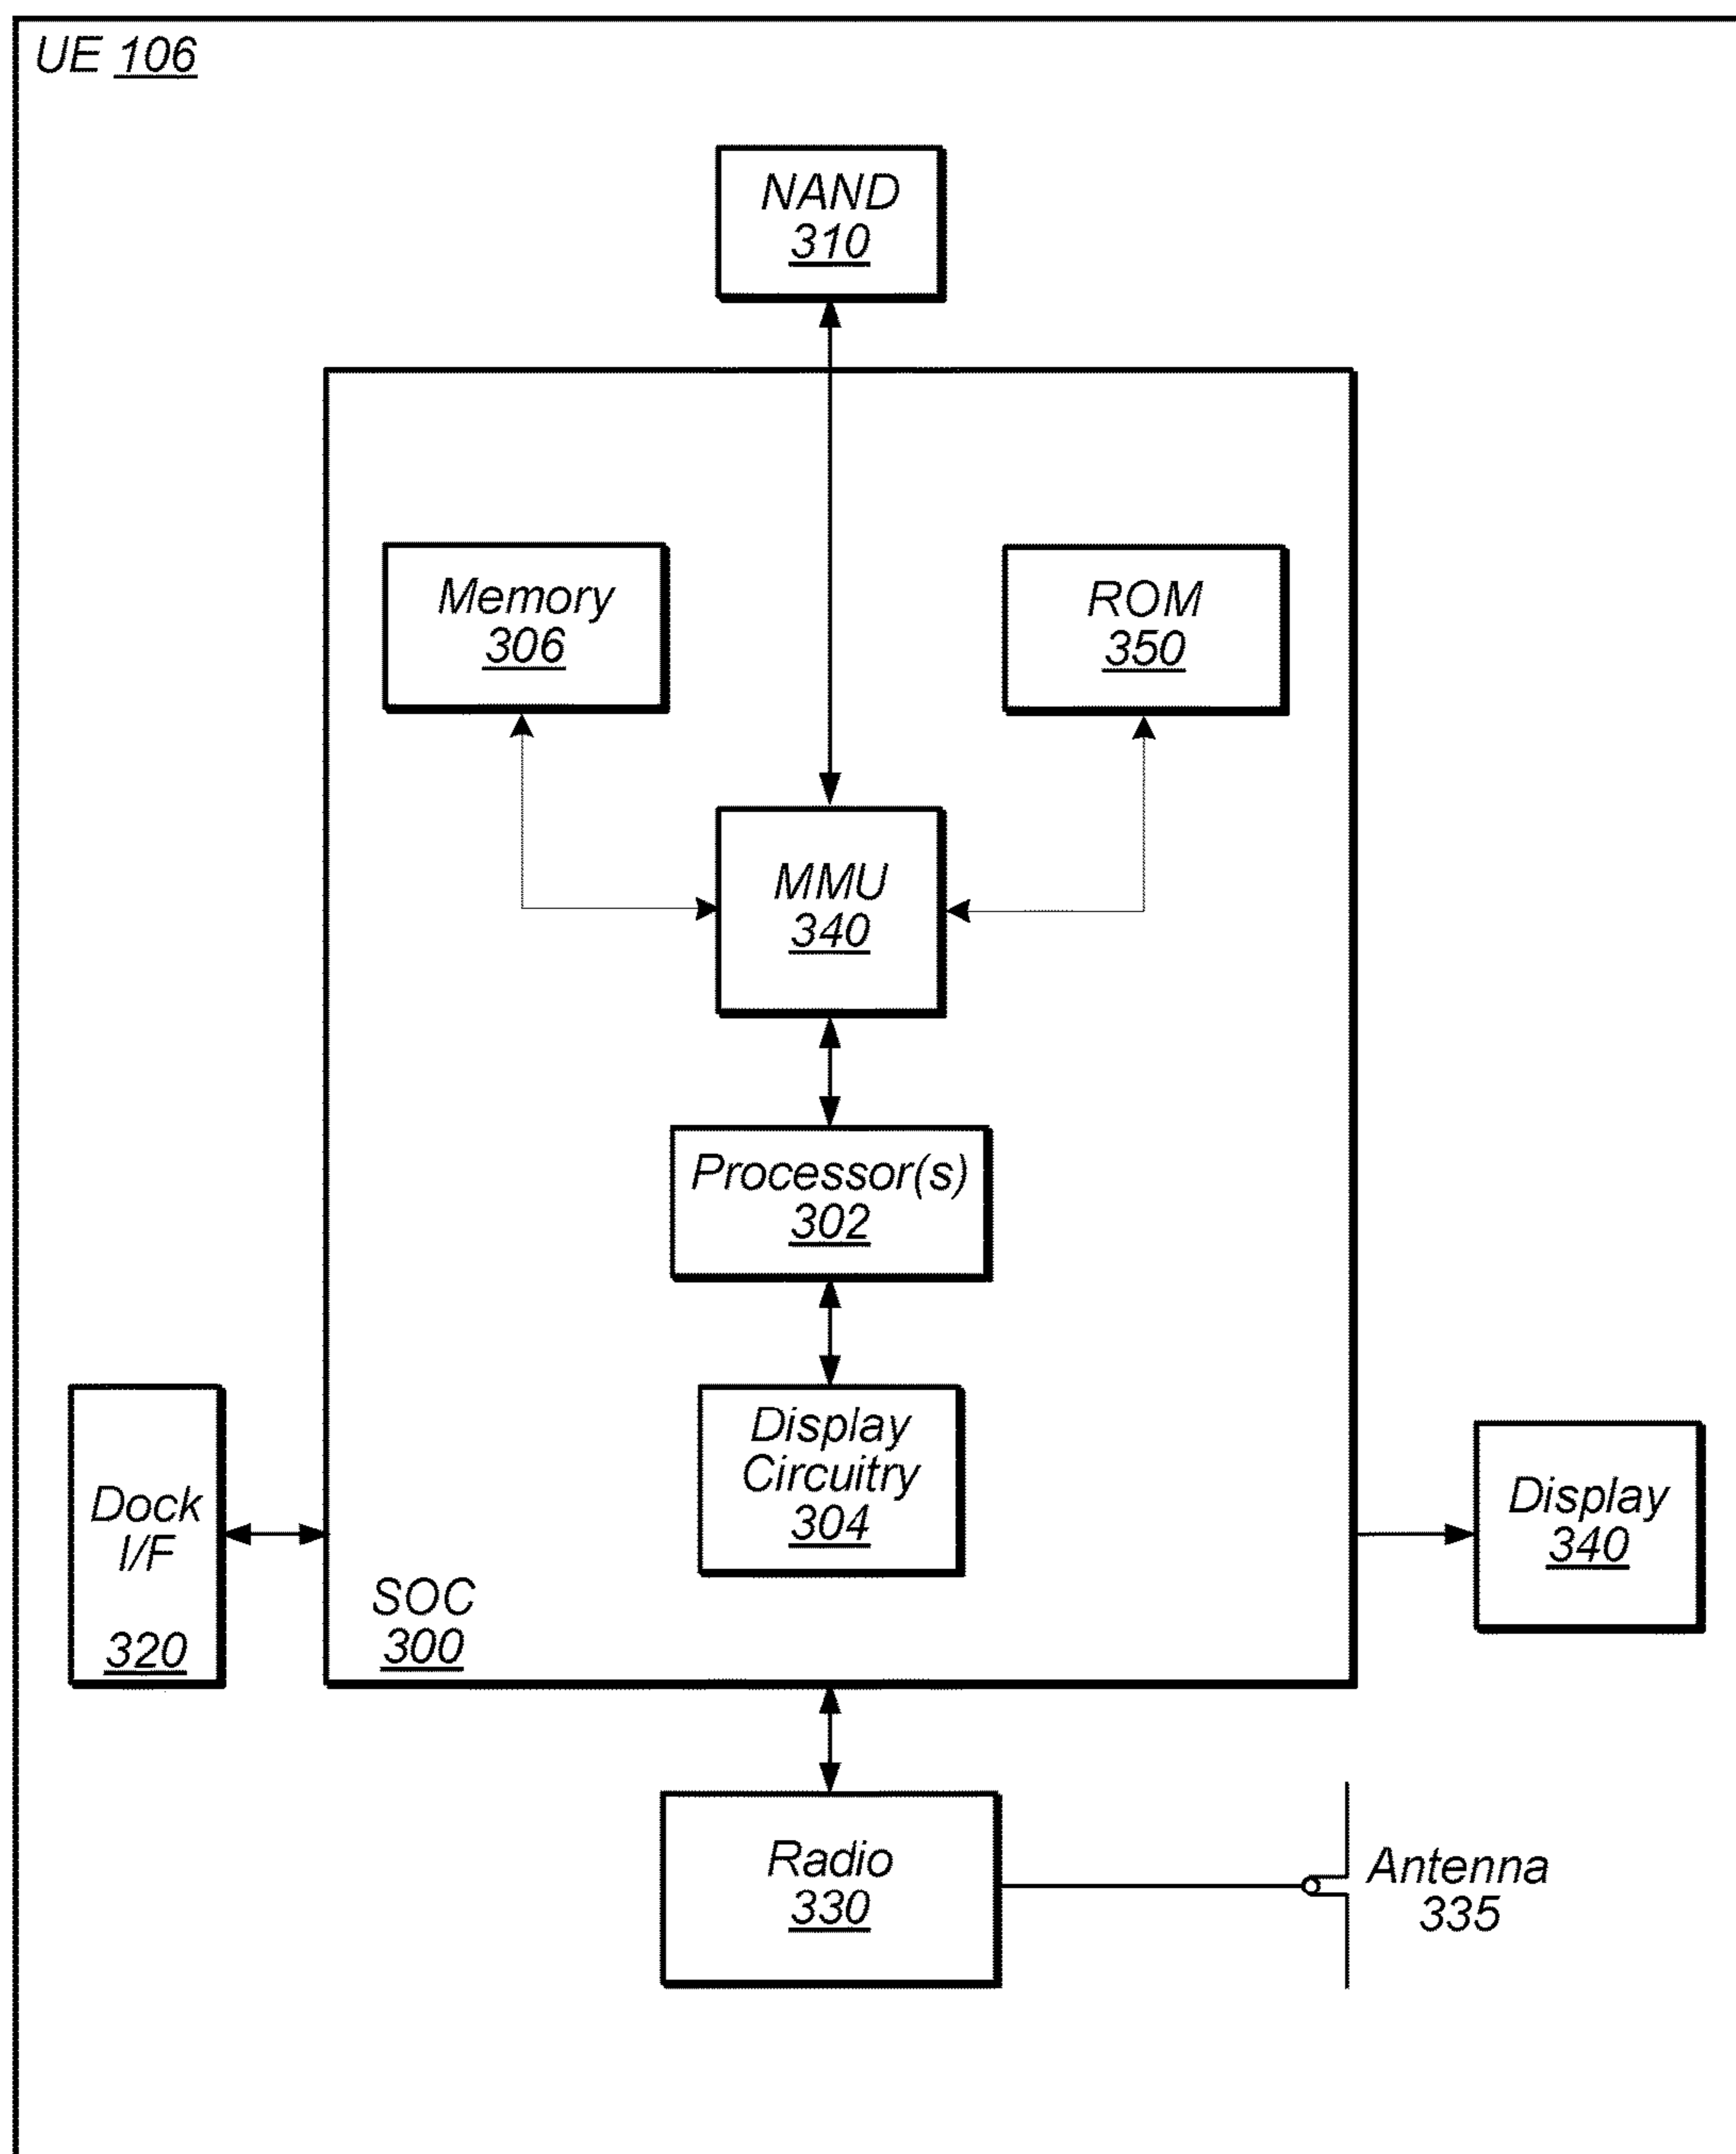 UE 106
NAND
310
Memory
306
ROM
350
MMU
340
Processor(s)
302
Display
Circuitry
304
Dock
I/F
320
SOC
300
Display
340
Radio
330
Antenna
335